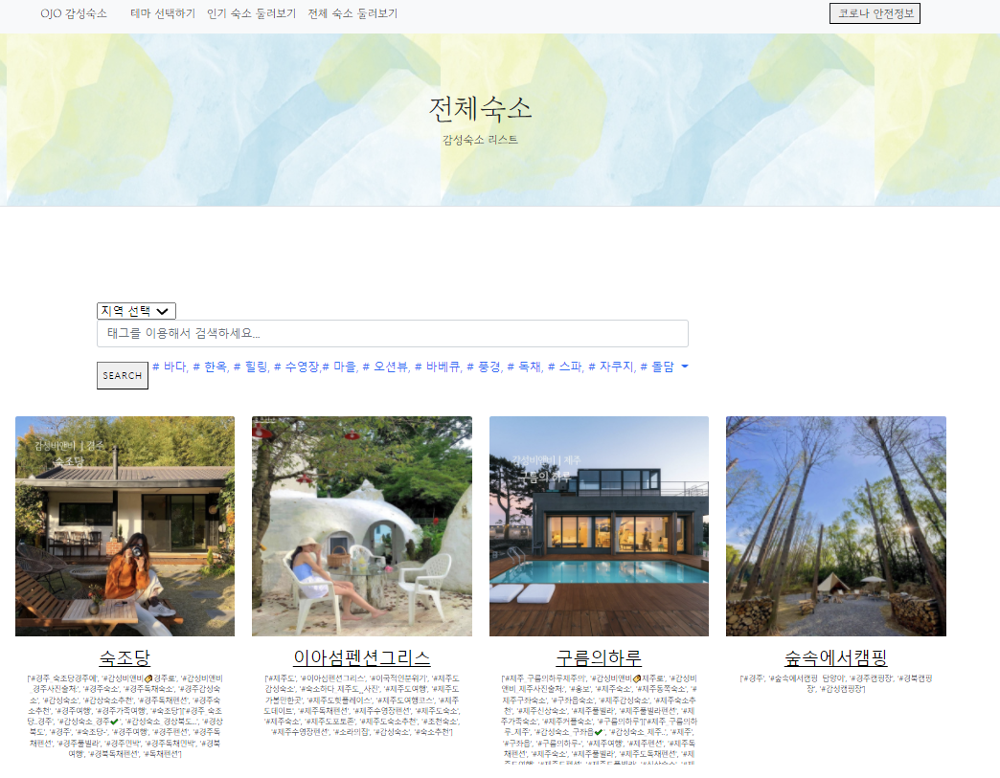 OJO 감성숙소 테마 선택하기 인기 숙소 둘러보기 전체 숙소 둘러보기 코로나 안전정보
전체숙소
감성숙소 리스트
지역 선택
태그를 이용해서 검색하세요...
SEARCH # 바다, # 한옥, # 힐링, # 수영장,# 마을, # 오션뷰, # 바베큐, # 풍경, # 독채, # 스파, # 자쿠지, # 돌담
감성비앤비 | 경주
숙조당
감성비앤비 | 제주
구름의 하루
숙조당
['#경주_숙조당경주에', '#감성비앤비🏷경주로', '#감성비앤비
_경주사진출처:', '#경주숙소', '#경주독채숙소', '#경주감성숙
소', '#감성숙소', '#감성숙소추천', '#경주독채펜션', '#경주숙
소추천', '#경주여행', '#경주가족여행', '#숙조당']['#경주_숙조
당..경주', '#감성숙소_경주✔', '#감성숙소_경상북도..', '#경상
북도', '#경주', '#숙조당-', '#경주여행', '#경주펜션', '#경주독
채펜션', '#경주풀빌라', '#경주민박', '#경주독채민박', '#경북
여행', '#경북독채펜션', '#독채펜션']
이아섬펜션그리스
['#제주도', '#이아섬펜션그리스', '#이국적인분위기', '#제주도
감성숙소', '#숙소하다_제주도_,사진', '#제주도여행', '#제주도
가볼만한곳', '#제주도핫플레이스', '#제주도여행코스', '#제주
도데이트', '#제주독채펜션', '#제주수영장펜션', '#제주도숙소',
'#제주숙소', '#제주도포토존', '#제주도숙소추천', '#조천숙소',
'#제주수영장펜션', '#소라의집', '#감성숙소', '#숙소추천']
구름의하루
['#제주_구름의하루제주의', '#감성비앤비🏷제주로', '#감성비
앤비_제주사진출처:', '#홍보', '#제주숙소', '#제주동쪽숙소', '#
제주구좌숙소', '#구좌읍숙소', '#제주감성숙소', '#제주숙소추
천', '#제주신상숙소', '#제주풀빌라', '#제주풀빌라펜션', '#제
주가족숙소', '#제주커플숙소', '#구름의하루']['#제주_구름의하
루..제주', '#감성숙소_구좌읍✔', '#감성숙소_제주..', '#제주',
'#구좌읍', '#구름의하루-', '#제주여행', '#제주펜션', '#제주독
채펜션', '#제주숙소', '#제주풀빌라', '#제주도독채펜션', '#제
숲속에서캠핑
['#경주', '#숲속에서캠핑_담양이', '#경주캠핑장', '#경북캠핑
장', '#감성캠핑장']